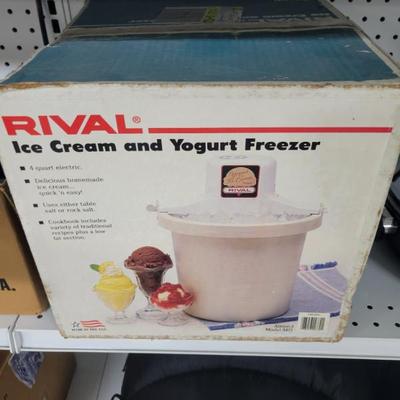 RIVAL®
Ice Cream and Yogurt Freezer
4 quart electric.
Delicious homemade
ice cream...
quick 'n easy!
Uses either table
salt or rock salt.
Cookbook includes
variety of traditional
recipes plus a low
fat section.
RIVAL
Almond
A.